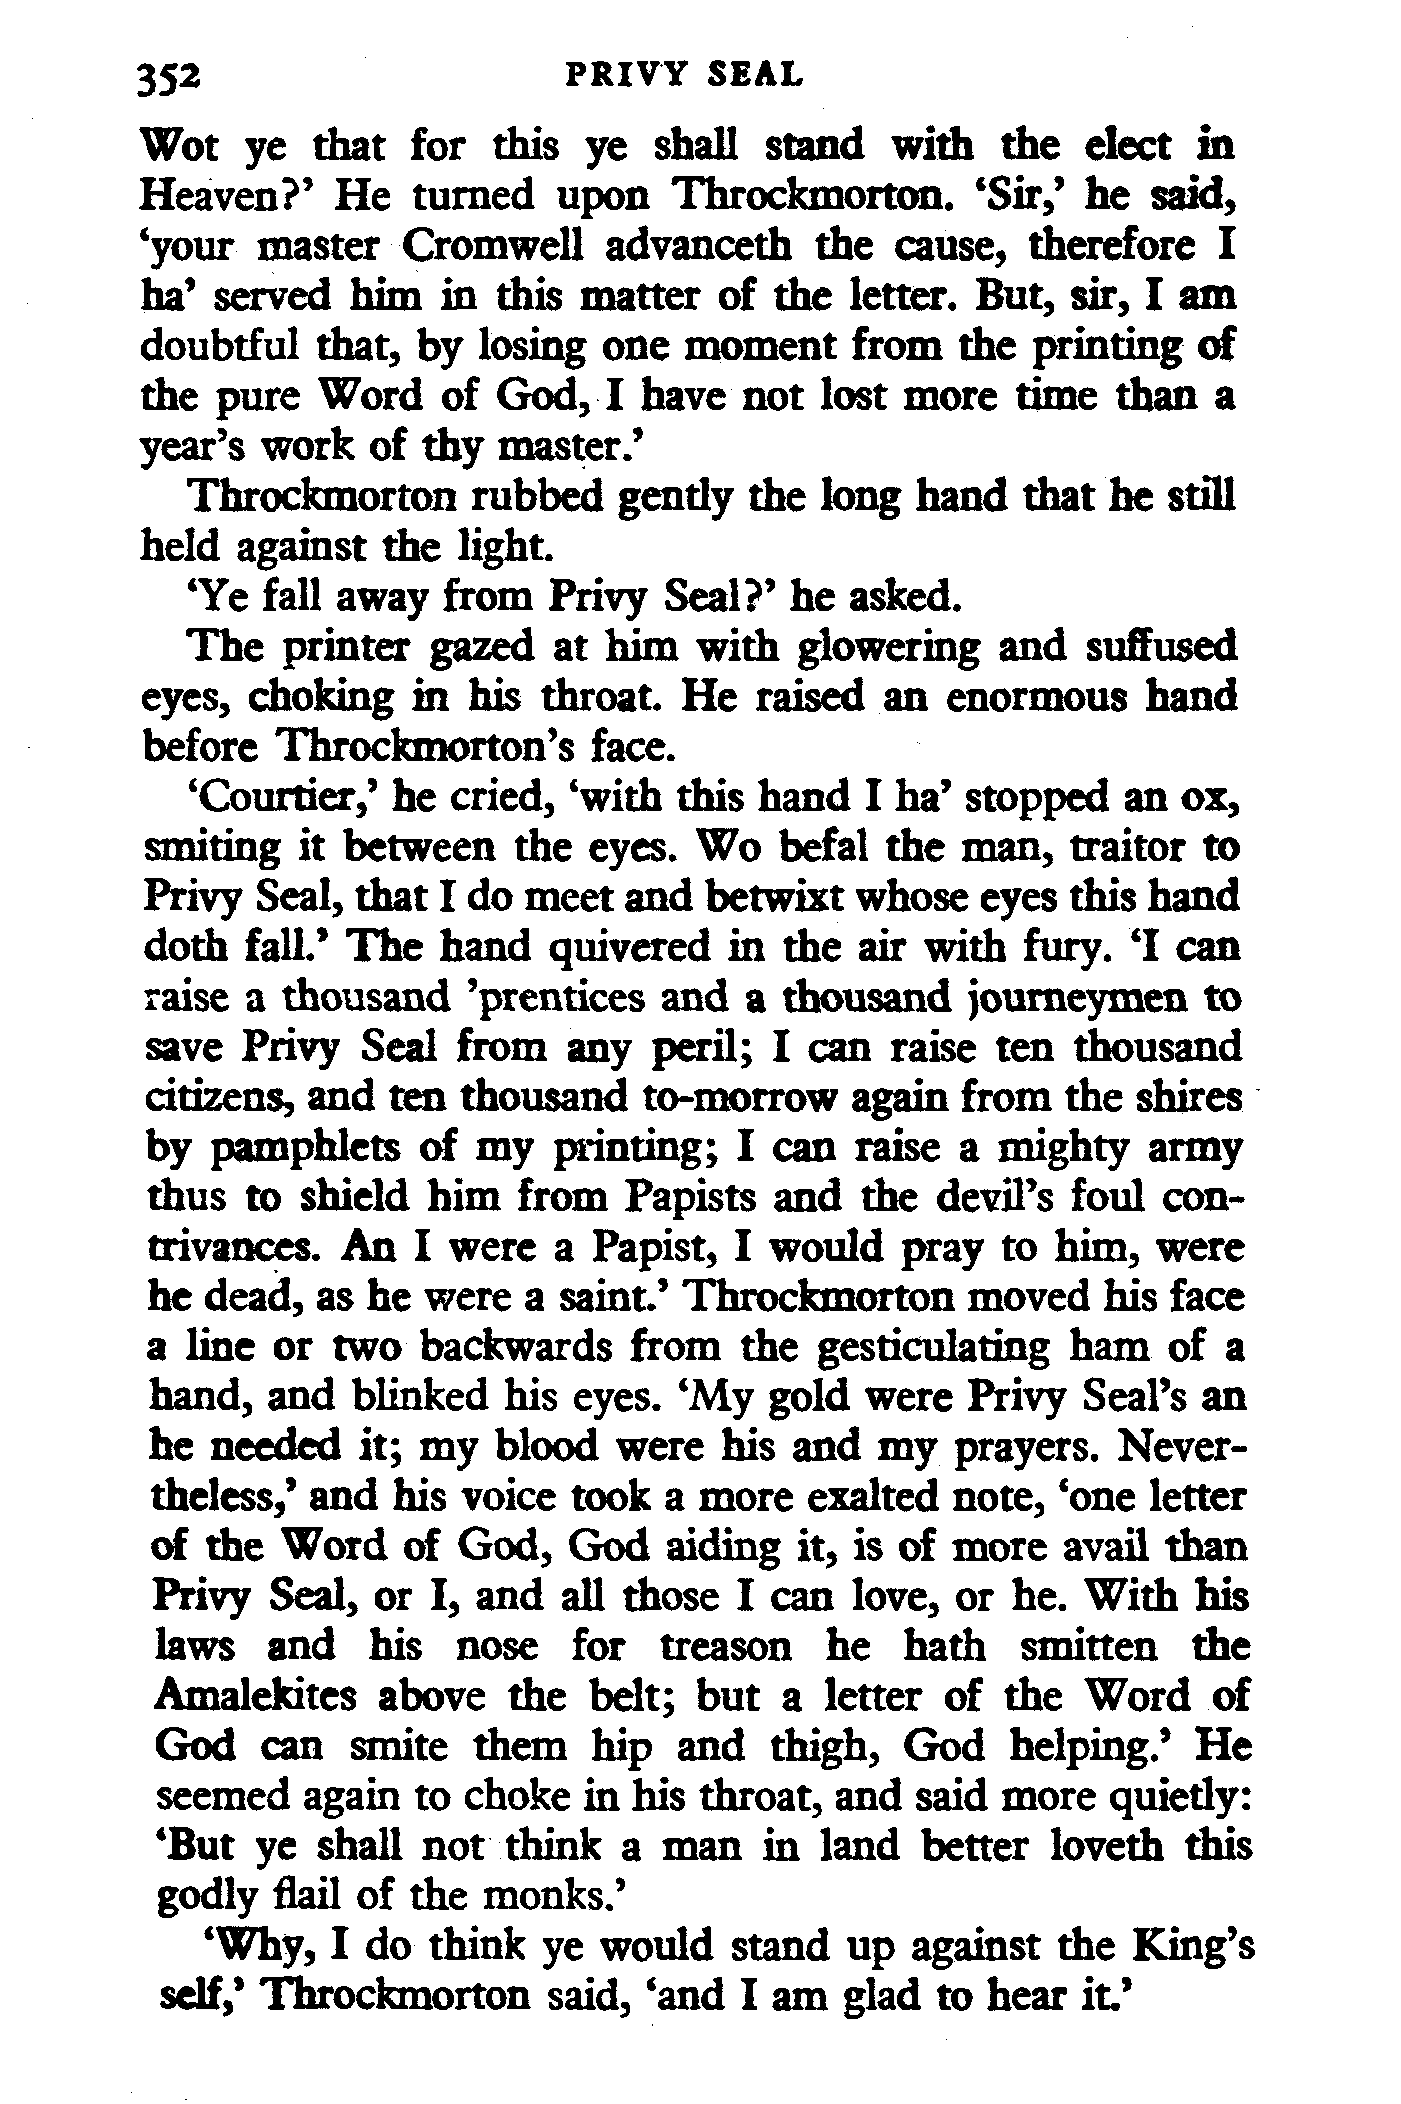 352 PRIVY SEAL
Wot ye that for this ye shall stand with the elect in
Heaven?’ He turned upon Throckmorton. ‘Sir,’ he said,
‘your master Cromwell advanceth the cause, therefore I
ha’ served him in this matter of the letter. But, sir, I am
doubtful that, by losing one moment from the printing of
the pure Word of God, I have not lost more time than a
year’s work of thy master.’
Throckmorton rubbed gently the long hand that he still
held against the light.
‘Ye fall away from Privy Seal?’ he asked.
The printer gazed at him with glowering and suffused
eyes, choking in his throat. He raised an enormous hand
before Throckmorton’s face.
‘Courtier,’ he cried, ‘with this hand I ha’ stopped an ox,
smiting it between the eyes. Wo befal the man, traitor to
Privy Seal, that I do meet and betwixt whose eyes this hand
doth fall.’ The hand quivered in the air with fury. ‘I can
raise a thousand ’prentices and a thousand journeymen to
save Privy Seal from any peril; I can raise ten thousand
citizens, and ten thousand to-morrow again from the shires
by pamphlets of my printing; I can raise a mighty army
thus to shield him from Papists and the devil’s foul con-
trivances. An I were a Papist, I would pray to him, were
he dead, as he were a saint.’ Throckmorton moved his face
a line or two backwards from the gesticulating ham of a
hand, and blinked his eyes. ‘My gold were Privy Seal’s an
he needed it; my blood were his and my prayers. Never-
theless,’ and his voice took a more exalted note, ‘one letter
of the Word of God, God aiding it, is of more avail than
Privy Seal, or I, and all those I can love, or he. With his
laws and his nose for treason he hath smitten the
Amalekites above the belt; but a letter of the Word of
God can smite them hip and thigh, God helping.’ He
seemed again to choke in his throat, and said more quietly:
‘But ye shall not think a man in land better loveth this
godly flail of the monks.’
‘Why, I do think ye would stand up against the King’s
self,’ Throckmorton said, ‘and I am glad to hear it.’